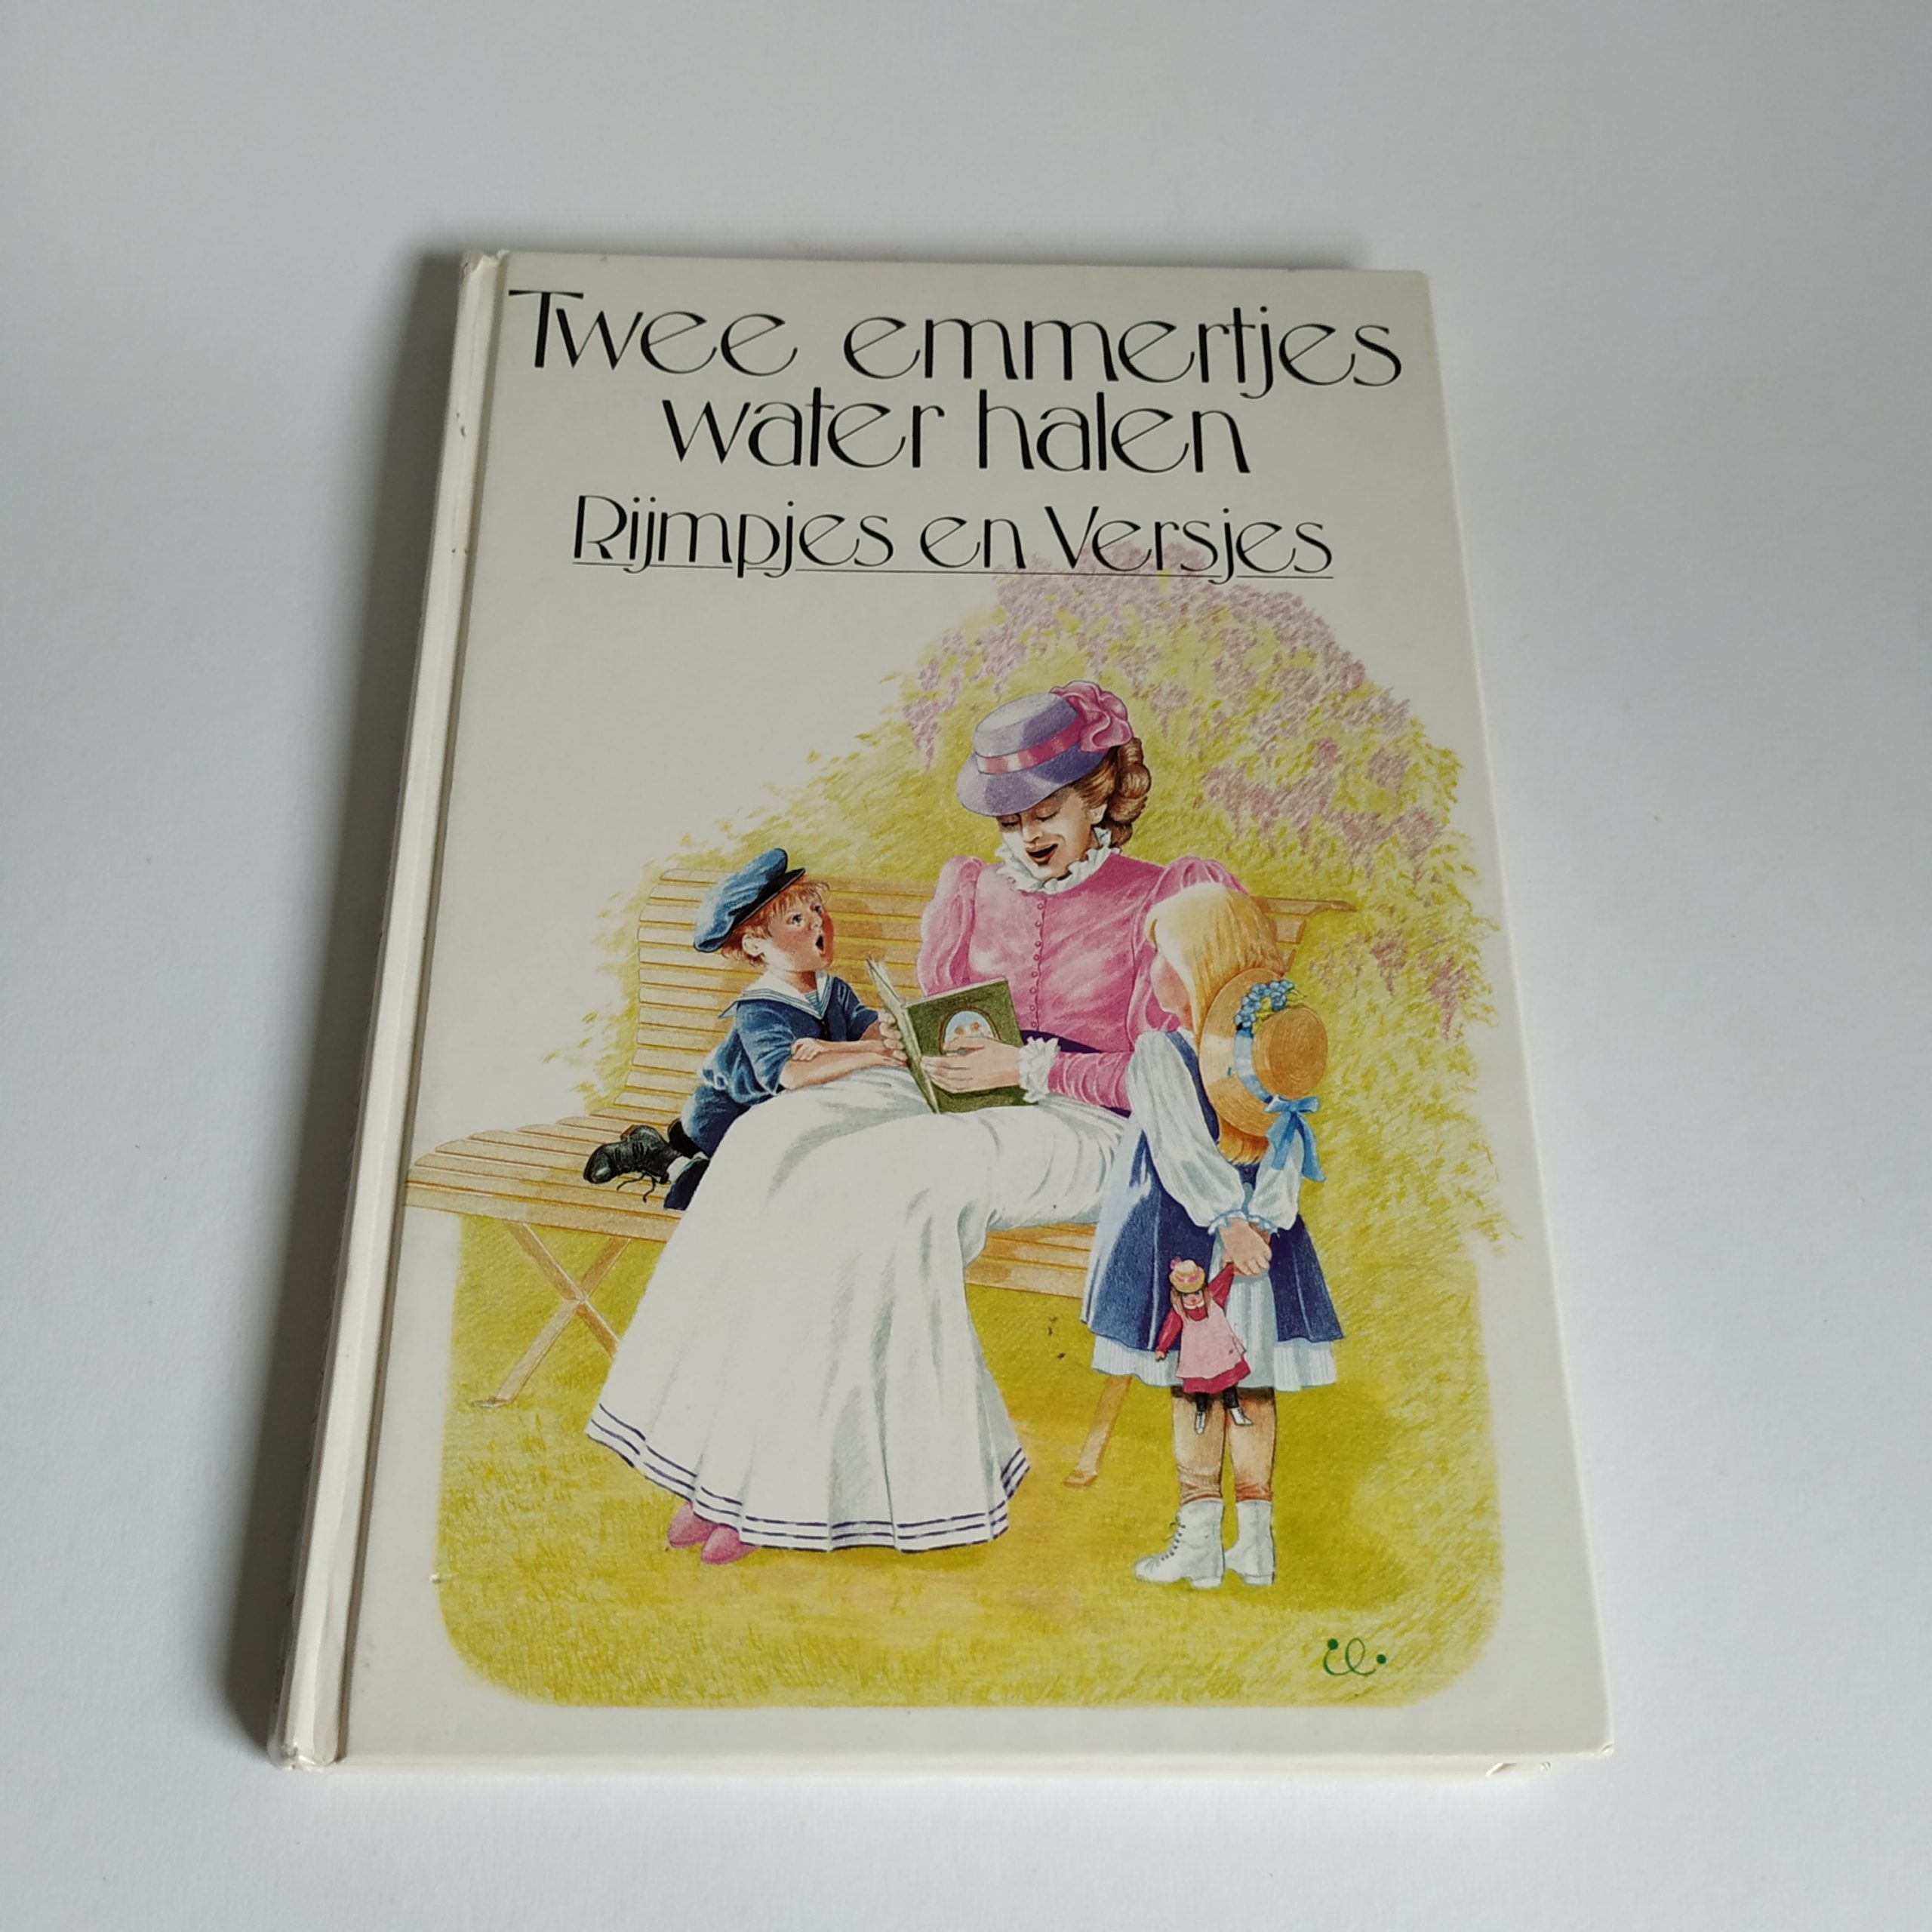 Twee emmertjes
water halen
Rijmpjes en Versjes